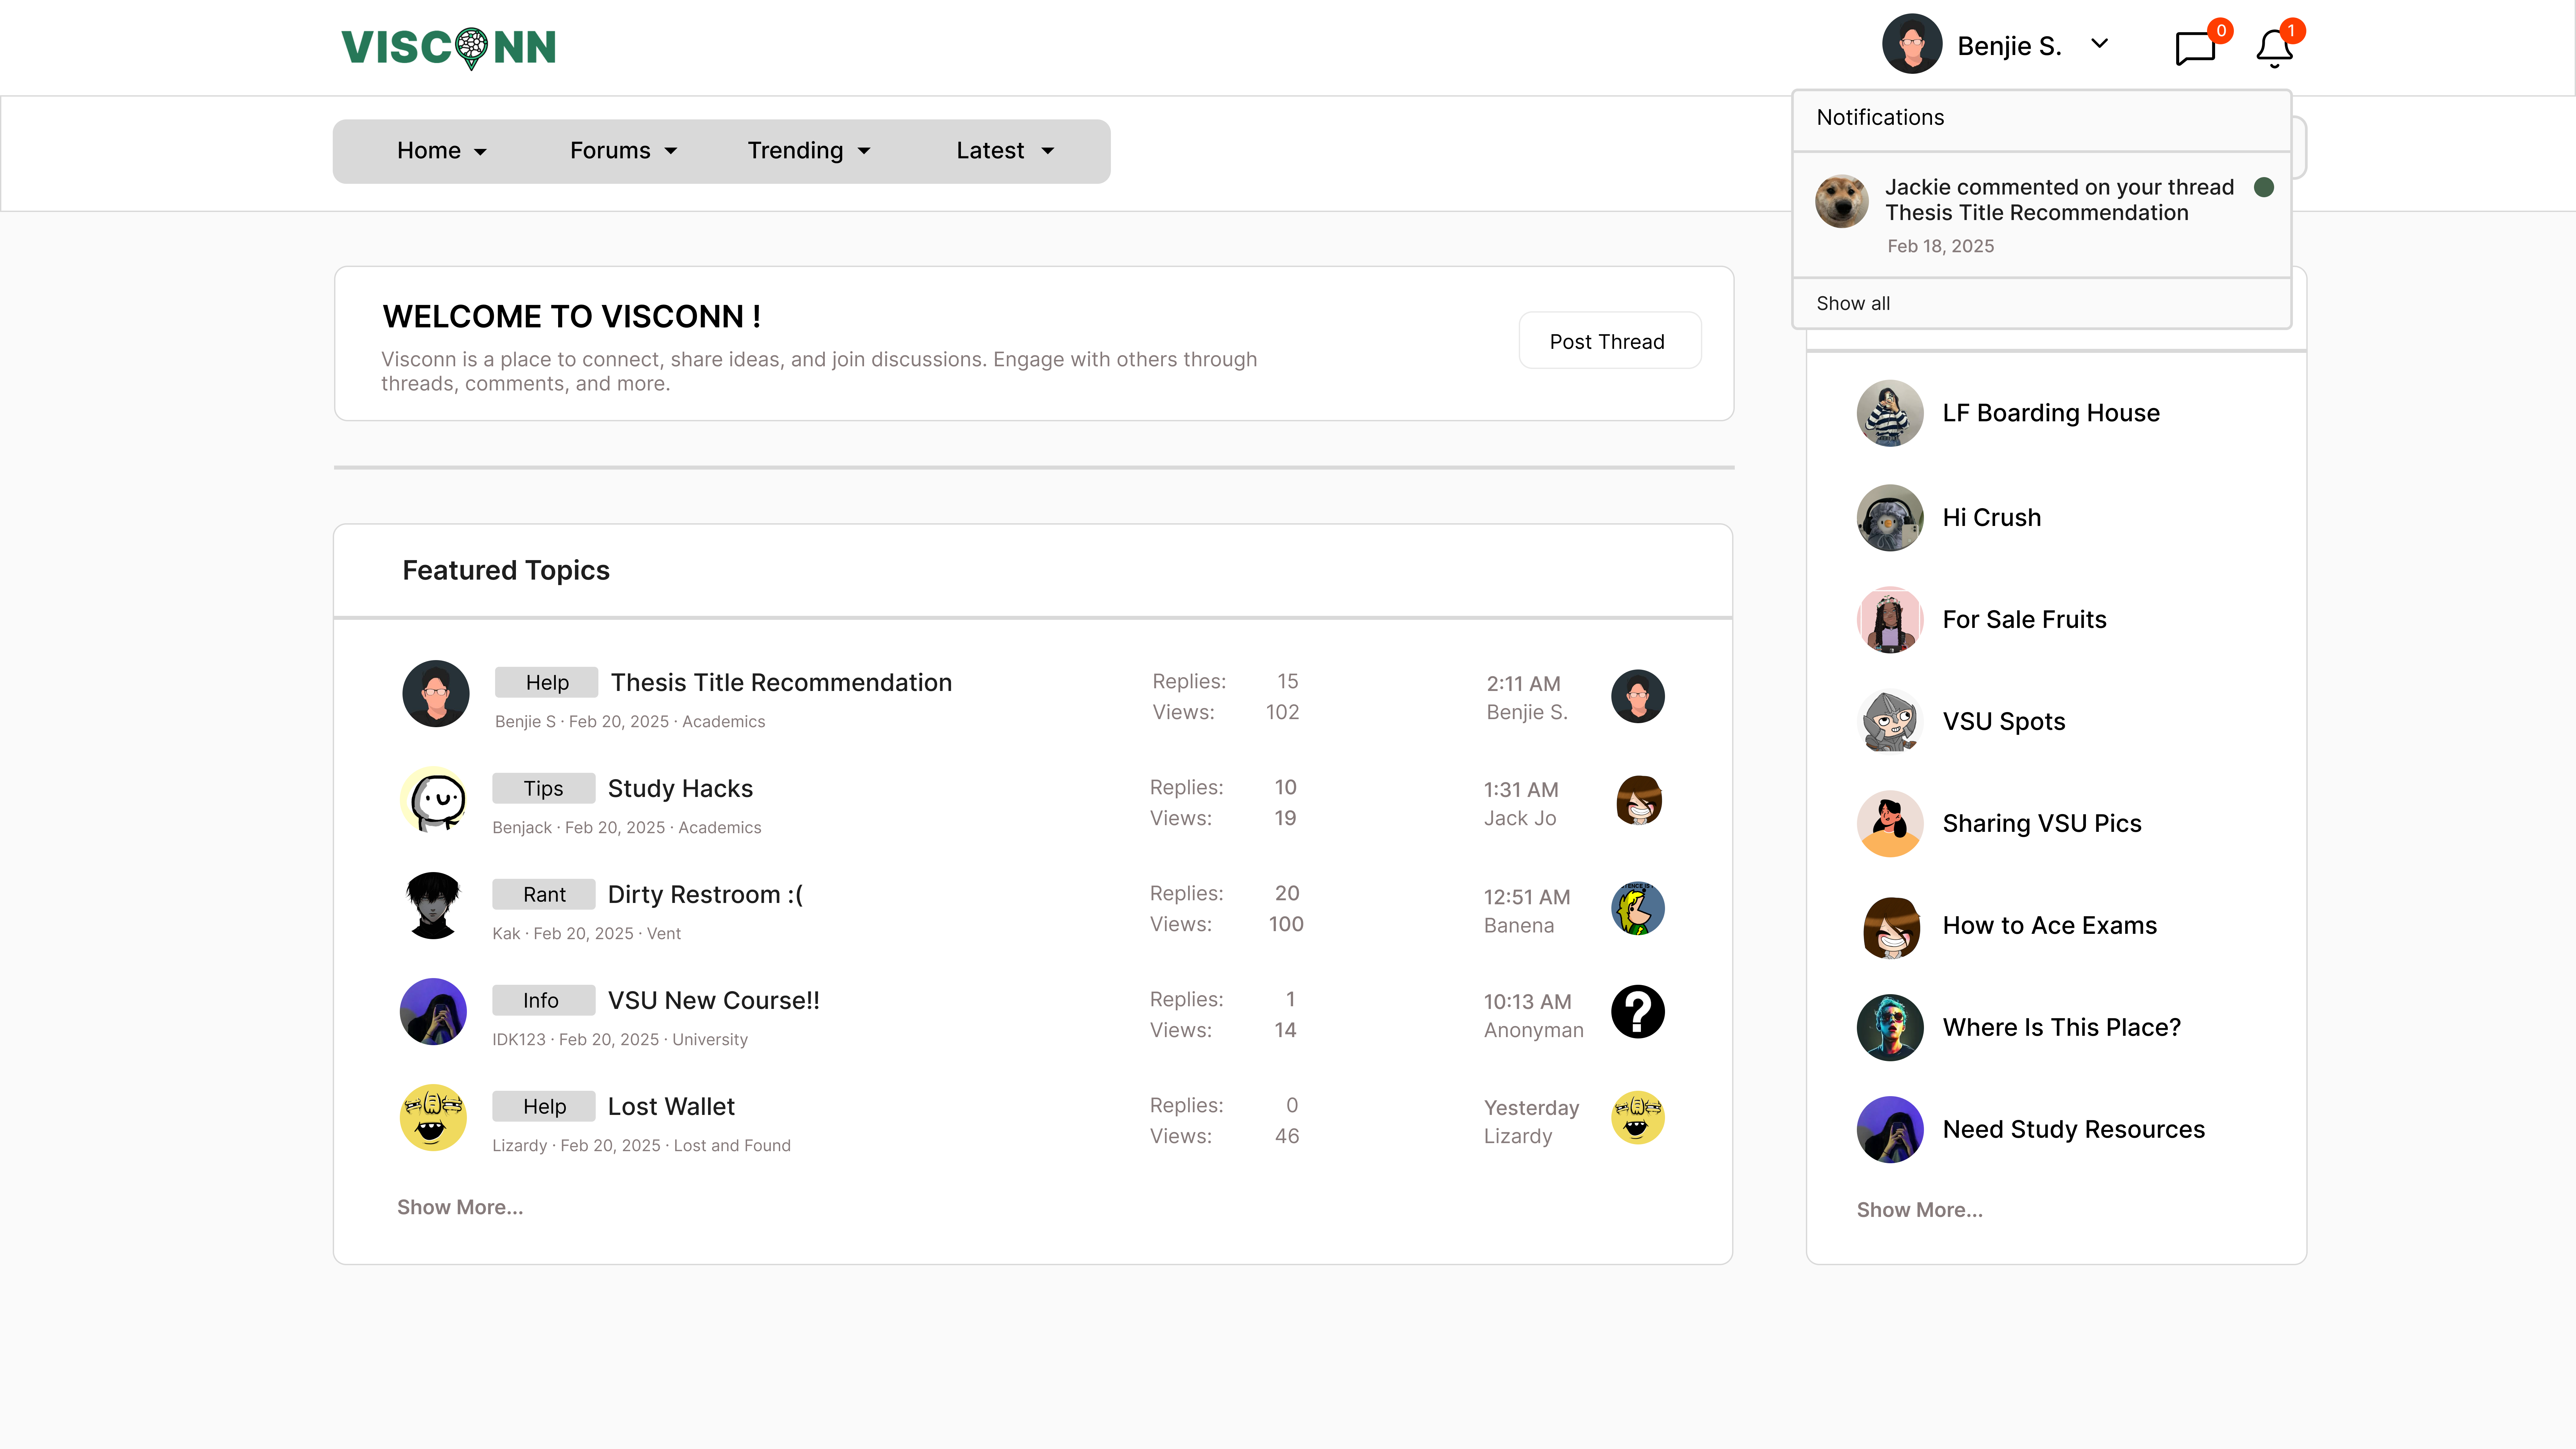 VISCONN
Benjie S.
0
1
Home
Forums
Trending
Latest
Notifications
Jackie commented on your thread
Thesis Title Recommendation
Feb 18, 2025
Show all
WELCOME TO VISCONN !
Visconn is a place to connect, share ideas, and join discussions. Engage with others through
threads, comments, and more.
Post Thread
Featured Topics
Help Thesis Title Recommendation
Benjie S · Feb 20, 2025 · Academics
Replies: 15
Views: 102
2:11 AM
Benjie S.
Tips Study Hacks
Benjack · Feb 20, 2025 · Academics
Replies: 10
Views: 19
1:31 AM
Jack Jo
Rant Dirty Restroom :(
Kak · Feb 20, 2025 · Vent
Replies: 20
Views: 100
12:51 AM
Banena
Info VSU New Course!!
IDK123 · Feb 20, 2025 · University
Replies: 1
Views: 14
10:13 AM
Anonyman
?
Help Lost Wallet
Lizardy · Feb 20, 2025 · Lost and Found
Replies: 0
Views: 46
Yesterday
Lizardy
Show More...
LF Boarding House
Hi Crush
For Sale Fruits
VSU Spots
Sharing VSU Pics
How to Ace Exams
Where Is This Place?
Need Study Resources
Show More...